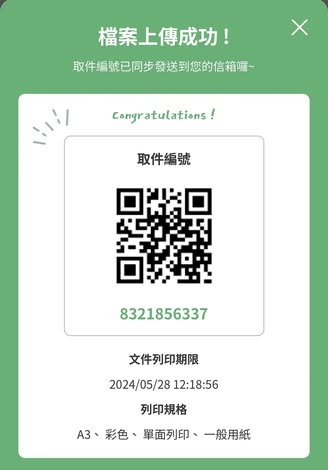 檔案上傳成功！
取件編號已同步發送到您的信箱囉~
Congratulations!
取件編號
8321856337
文件列印期限
2024/05/28 12:18:56
列印規格
A3、彩色、單面列印、一般用紙